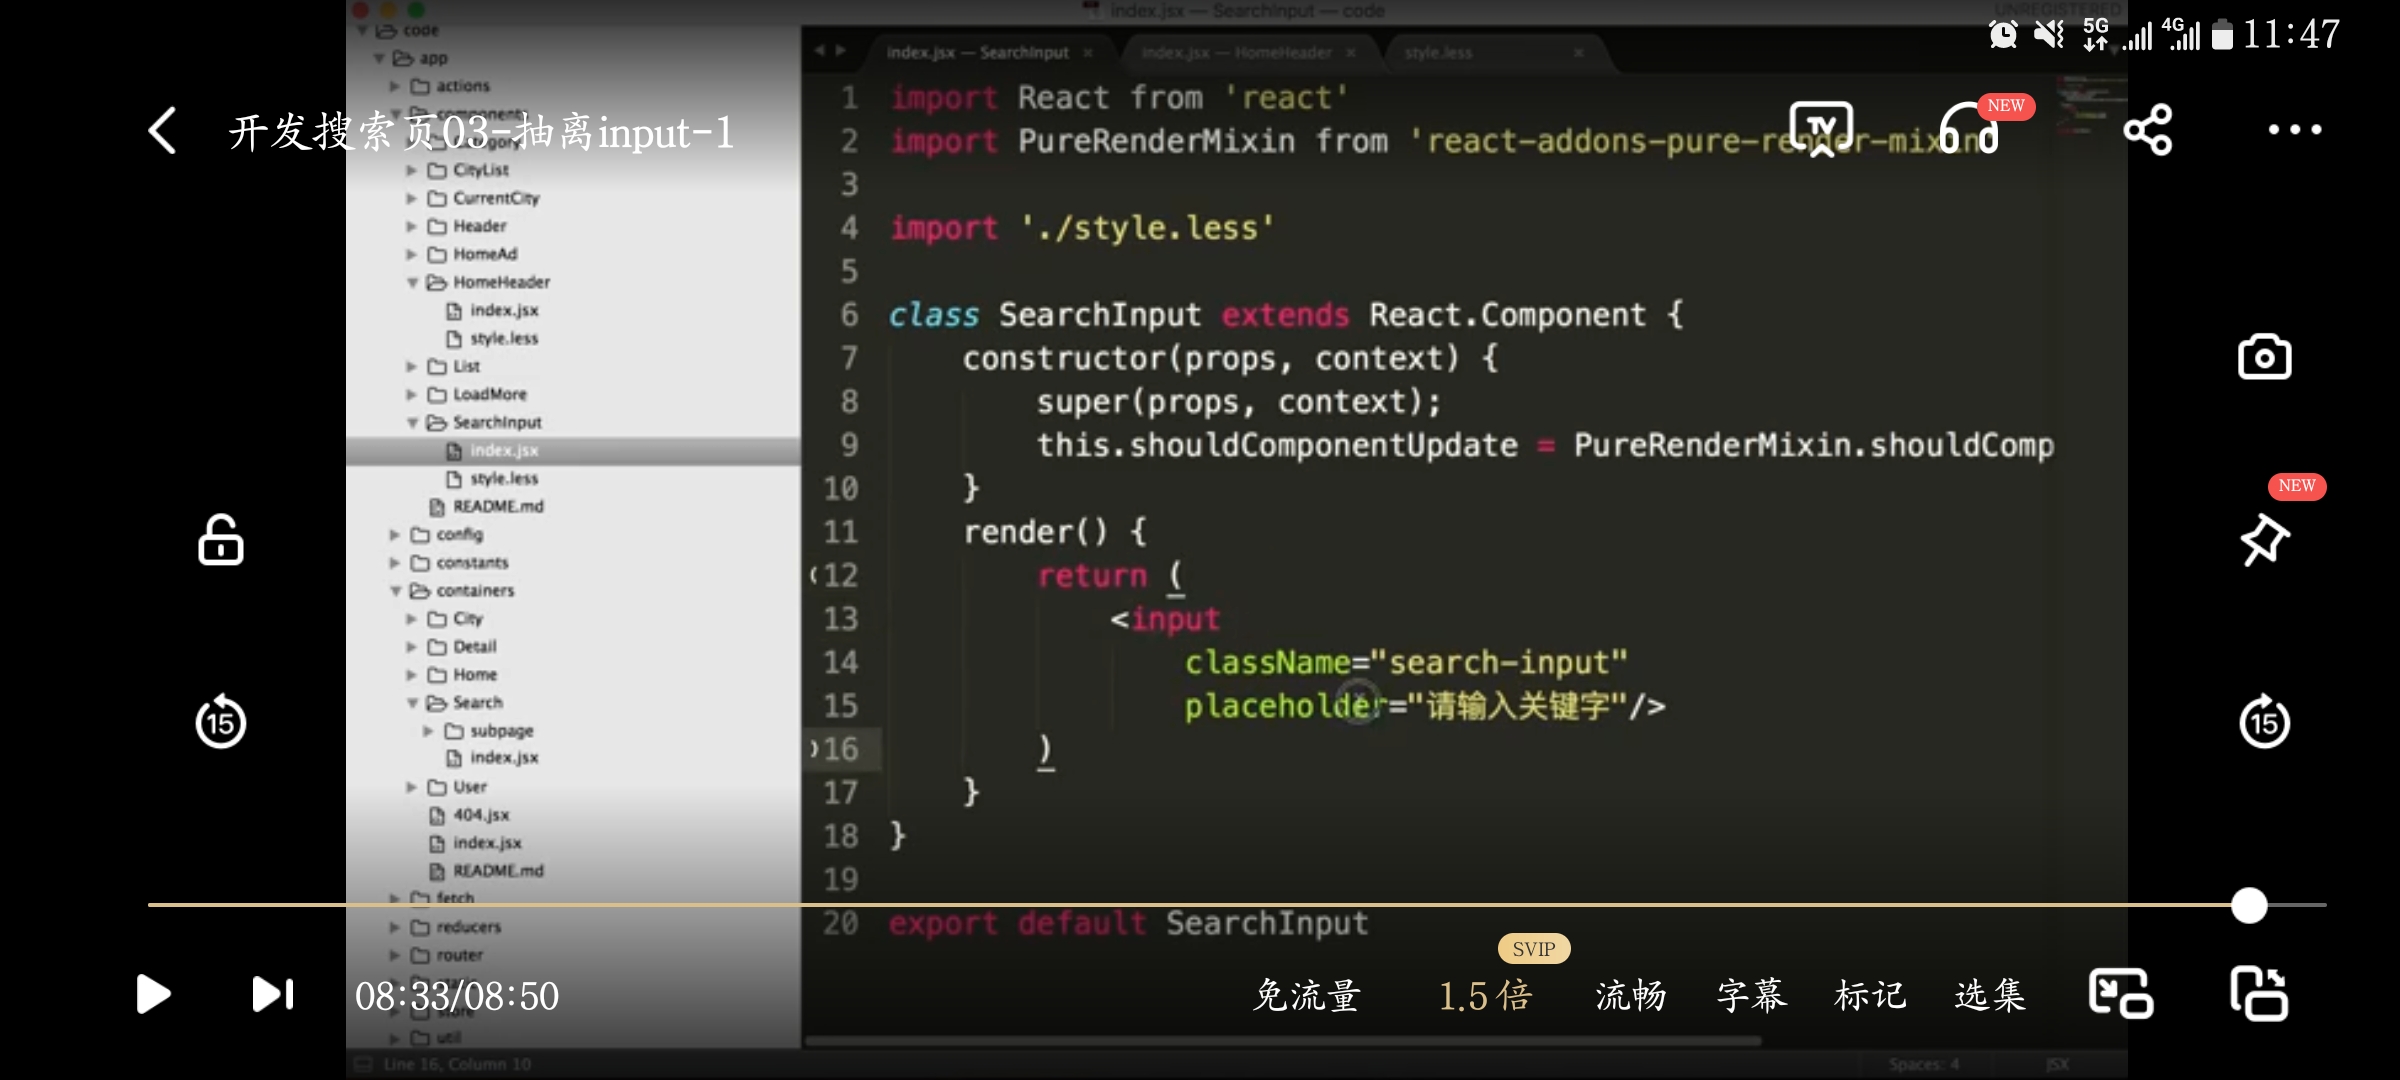 index.jsx — SearchInput — code
UNREGISTERED
11:47
5G
4G
开发搜索页03-抽离input-1
NEW
TV
code
app
actions
components
Category
CityList
CurrentCity
Header
HomeAd
HomeHeader
index.jsx
style.less
List
LoadMore
SearchInput
index.jsx
style.less
README.md
config
constants
containers
City
Detail
Home
Search
subpage
index.jsx
User
404.jsx
index.jsx
README.md
fetch
reducers
router
store
util
index.jsx — SearchInput ×
index.jsx — HomeHeader ×
style.less ×
1 import React from 'react'
2 import PureRenderMixin from 'react-addons-pure-render-mixin
3
4 import './style.less'
5
6 class SearchInput extends React.Component {
7 constructor(props, context) {
8 super(props, context);
9 this.shouldComponentUpdate = PureRenderMixin.shouldComp
10 }
11 render() {
12 return (
13 <input
14 className="search-input"
15 placeholder="请输入关键字"/>
16 )
17 }
18 }
19
20 export default SearchInput
NEW
15
15
08:33/08:50
免流量
SVIP
1.5倍
流畅
字幕
标记
选集
Line 16, Column 10
Spaces: 4
JSX